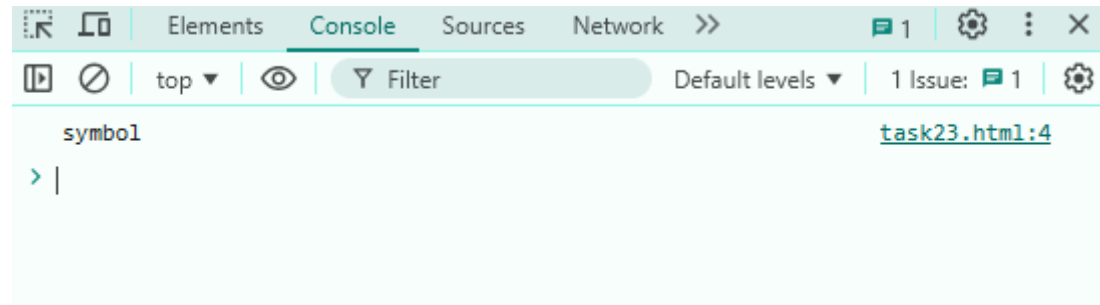 Elements Console Sources Network 1
top Filter Default levels 1 Issue: 1
symbol task23.html:4